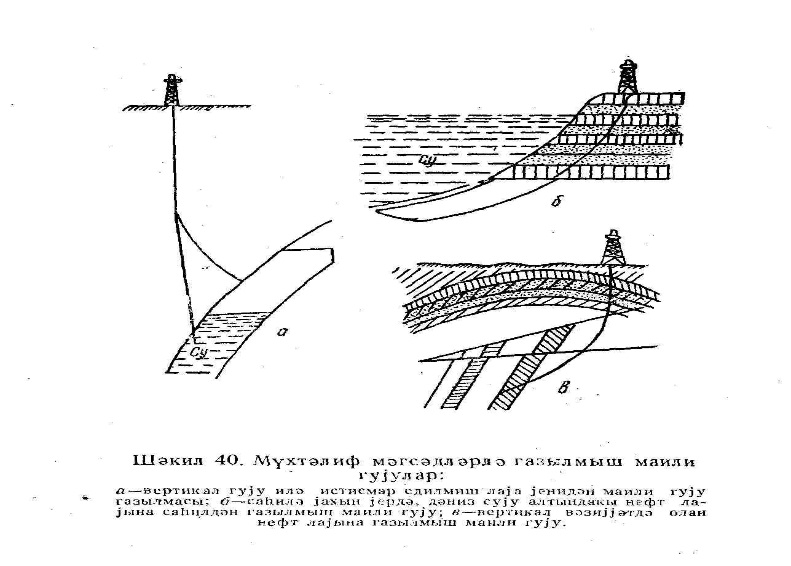 Су
Су
а
б
в
Шәкил 40. Мүхтәлиф мәгсәдләрлә газылмыш маили
гујулар:
а—вертикал гују илә истисмар едилмиш лаја јенидән маили гују
газылмасы; б—саһилә јахын јердә, дәниз сују алтындакы нефт ла-
јына саһилдән газылмыш маили гују; в—вертикал вәзијјәтдә олан
нефт лајына газылмыш маили гују.